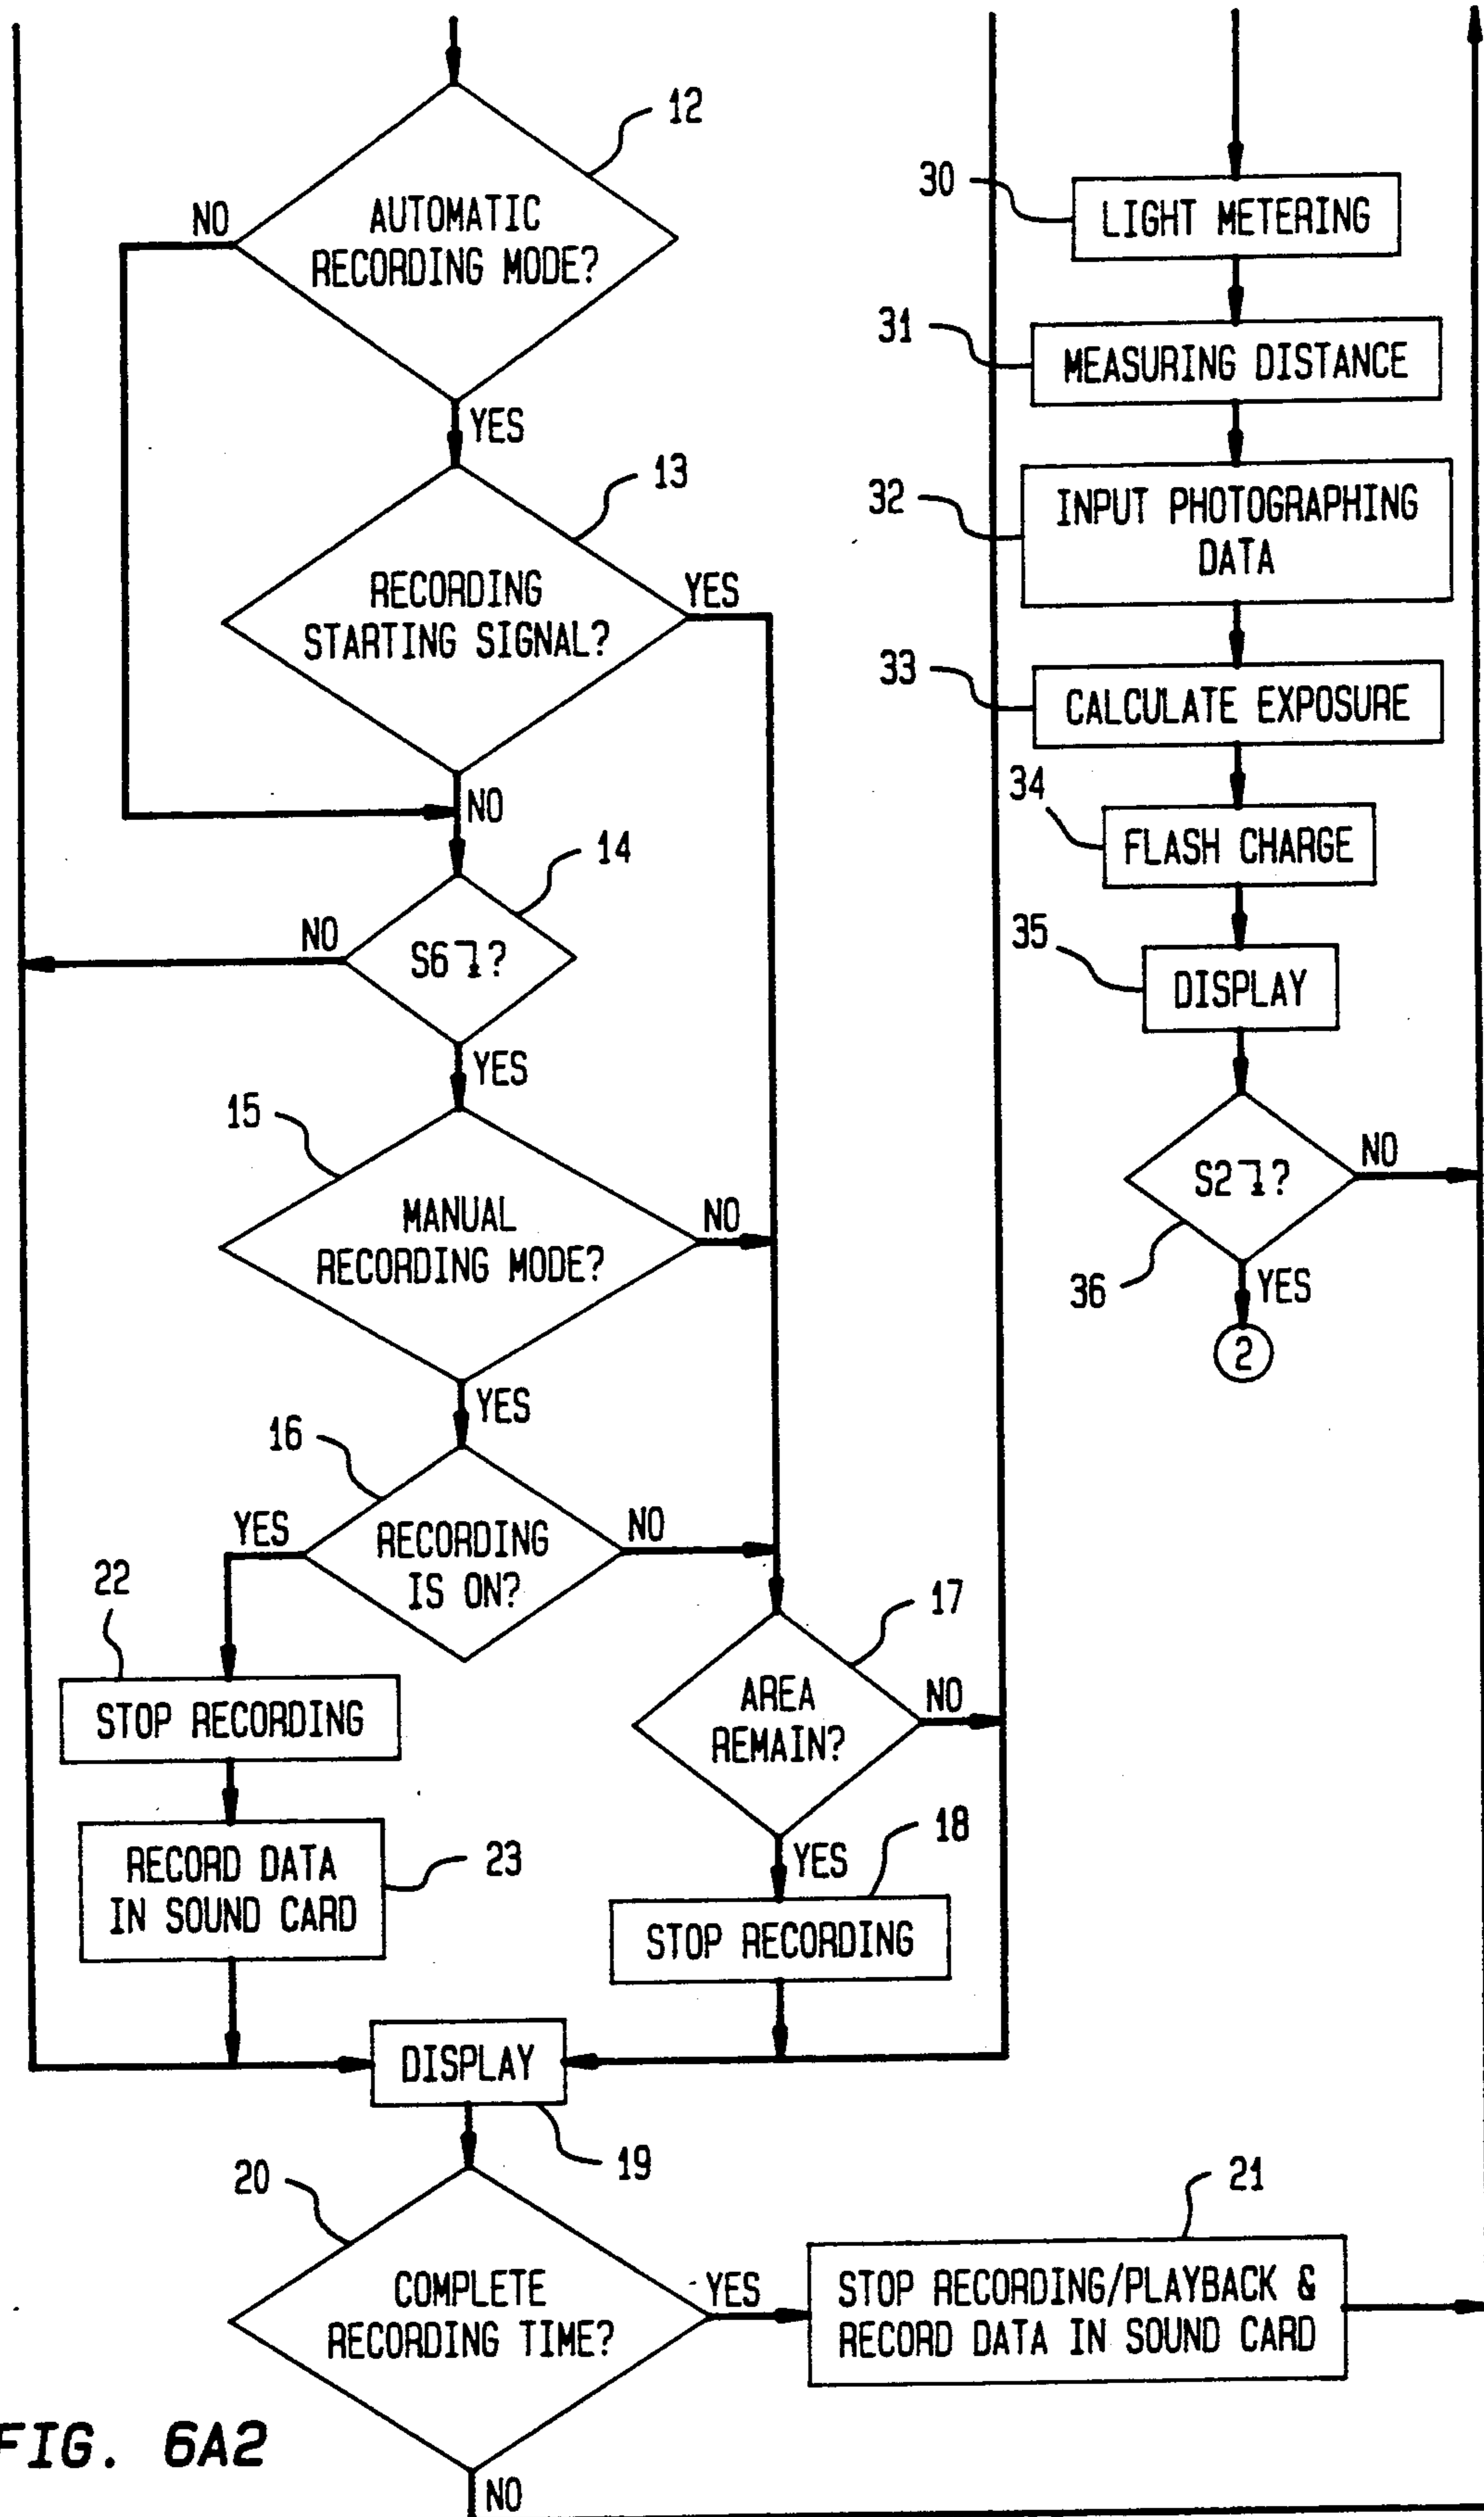 12
AUTOMATIC
RECORDING MODE?
NO
YES
13
RECORDING
STARTING SIGNAL?
YES
NO
14
S6⅂?
NO
YES
15
MANUAL
RECORDING MODE?
NO
YES
16
RECORDING
IS ON?
YES
NO
22
STOP RECORDING
23
RECORD DATA
IN SOUND CARD
17
AREA
REMAIN?
NO
YES
18
STOP RECORDING
DISPLAY
19
20
COMPLETE
RECORDING TIME?
YES
NO
21
STOP RECORDING/PLAYBACK &
RECORD DATA IN SOUND CARD
30
LIGHT METERING
31
MEASURING DISTANCE
32
INPUT PHOTOGRAPHING
DATA
33
CALCULATE EXPOSURE
34
FLASH CHARGE
35
DISPLAY
S2⅂?
NO
36
YES
2
FIG. 6A2